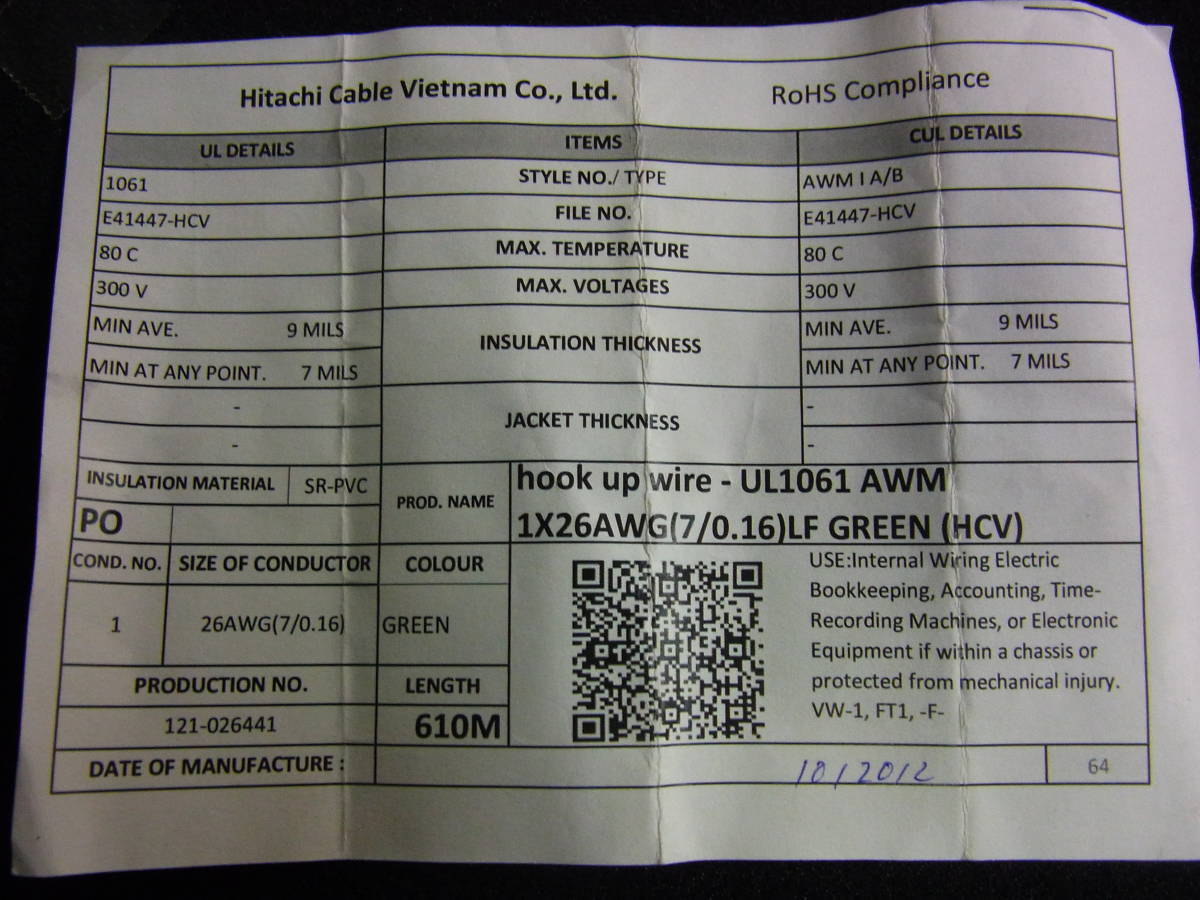 Hitachi Cable Vietnam Co., Ltd. RoHS Compliance
UL DETAILS ITEMS CUL DETAILS
1061 STYLE NO./ TYPE AWM I A/B
E41447-HCV FILE NO. E41447-HCV
80 C MAX. TEMPERATURE 80 C
300 V MAX. VOLTAGES 300 V
MIN AVE. 9 MILS INSULATION THICKNESS MIN AVE. 9 MILS
MIN AT ANY POINT. 7 MILS MIN AT ANY POINT. 7 MILS
- JACKET THICKNESS -
- -
INSULATION MATERIAL SR-PVC PROD. NAME hook up wire - UL1061 AWM
PO 1X26AWG(7/0.16)LF GREEN (HCV)
COND. NO. SIZE OF CONDUCTOR COLOUR
1 26AWG(7/0.16) GREEN
PRODUCTION NO. LENGTH
121-026441 610M
USE:Internal Wiring Electric
Bookkeeping, Accounting, Time-
Recording Machines, or Electronic
Equipment if within a chassis or
protected from mechanical injury.
VW-1, FT1, -F-
DATE OF MANUFACTURE : 10/2012 64